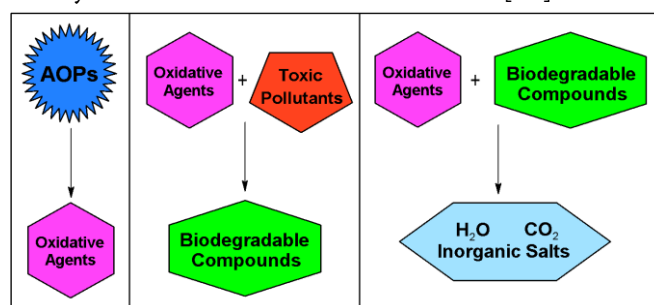 AOPs
Oxidative
Agents
Oxidative
Agents
+
Toxic
Pollutants
Biodegradable
Compounds
Oxidative
Agents
+
Biodegradable
Compounds
H₂O CO₂
Inorganic Salts